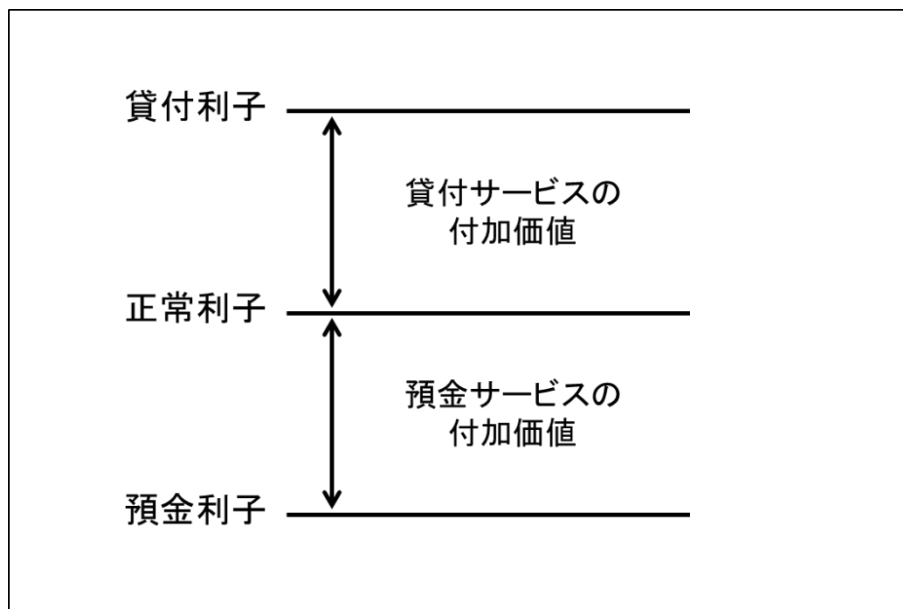 貸付利子
貸付サービスの
付加価値
正常利子
預金サービスの
付加価値
預金利子